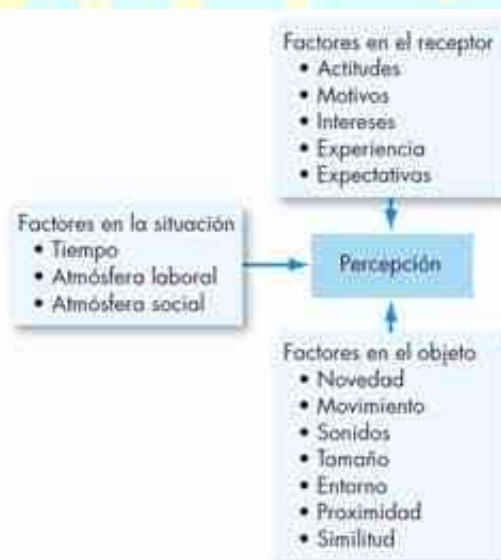 Factores en el receptor
• Actitudes
• Motivos
• Intereses
• Experiencia
• Expectativas
Factores en la situación
• Tiempo
• Atmósfera laboral
• Atmósfera social
Percepción
Factores en el objeto
• Novedad
• Movimiento
• Sonidos
• Tamaño
• Entorno
• Proximidad
• Similitud